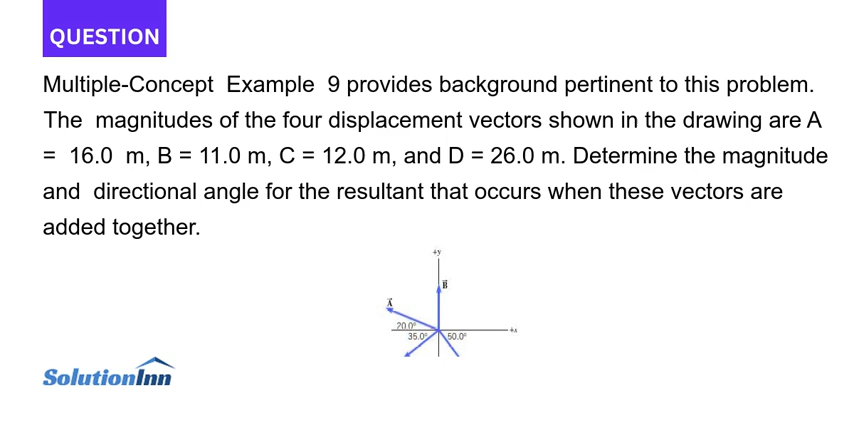 QUESTION
Multiple-Concept Example 9 provides background pertinent to this problem.
The magnitudes of the four displacement vectors shown in the drawing are A
= 16.0 m, B = 11.0 m, C = 12.0 m, and D = 26.0 m. Determine the magnitude
and directional angle for the resultant that occurs when these vectors are
added together.
+y
B
A
20.0°
+x
35.0°
50.0°
SolutionInn